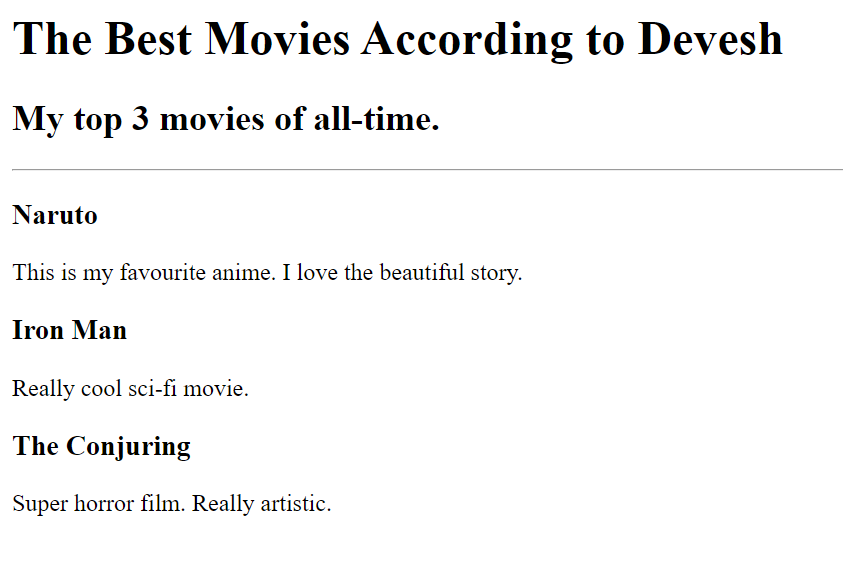 The Best Movies According to Devesh
My top 3 movies of all-time.
Naruto
This is my favourite anime. I love the beautiful story.
Iron Man
Really cool sci-fi movie.
The Conjuring
Super horror film. Really artistic.